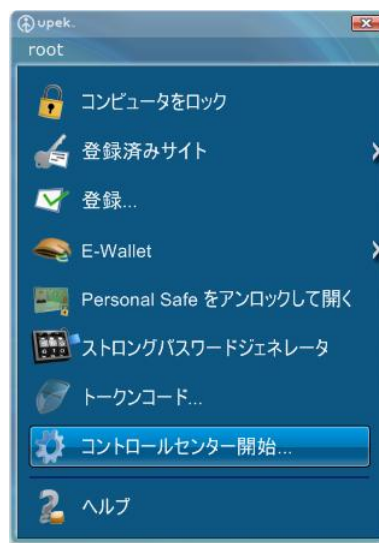 upek.
root
コンピュータをロック
登録済みサイト
登録...
E-Wallet
Personal Safe をアンロックして開く
ストロングパスワードジェネレータ
トークンコード...
コントロールセンター開始...
ヘルプ